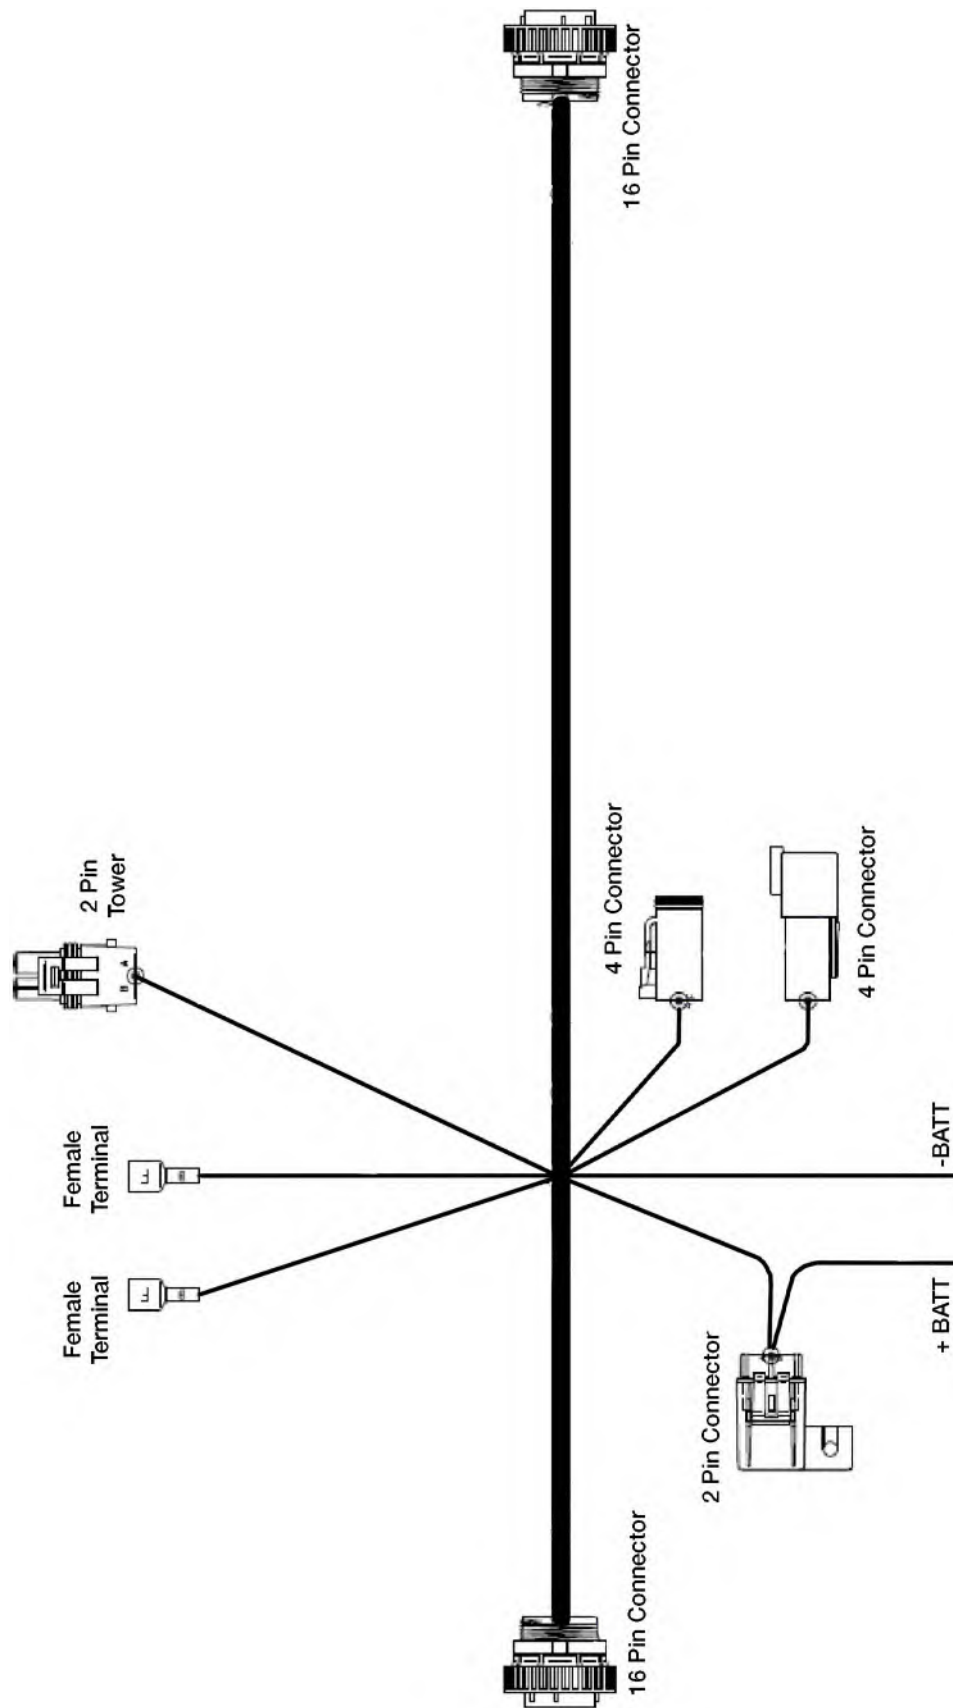 16 Pin Connector
2 Pin
Tower
B A
4 Pin Connector
4 Pin Connector
Female
Terminal
Female
Terminal
-BATT
+ BATT
2 Pin Connector
16 Pin Connector